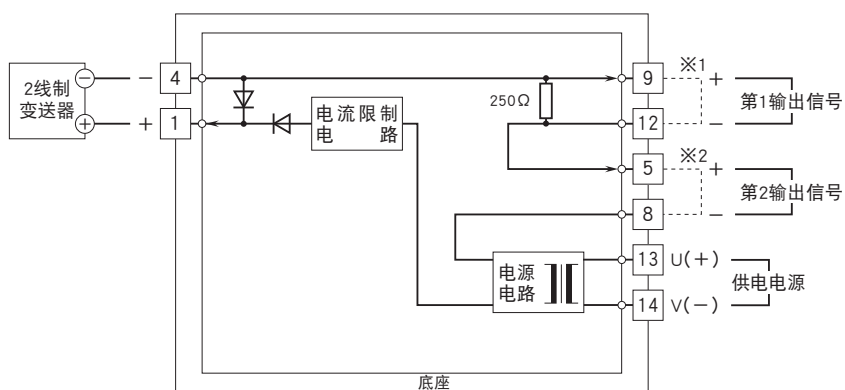 2线制
变送器
−
+
−
4
+
1
电流限制
电 路
250Ω
9
※1
+
第1输出信号
12
−
5
※2
+
第2输出信号
8
−
电源
电路
13
U(+)
供电电源
14
V(−)
底座